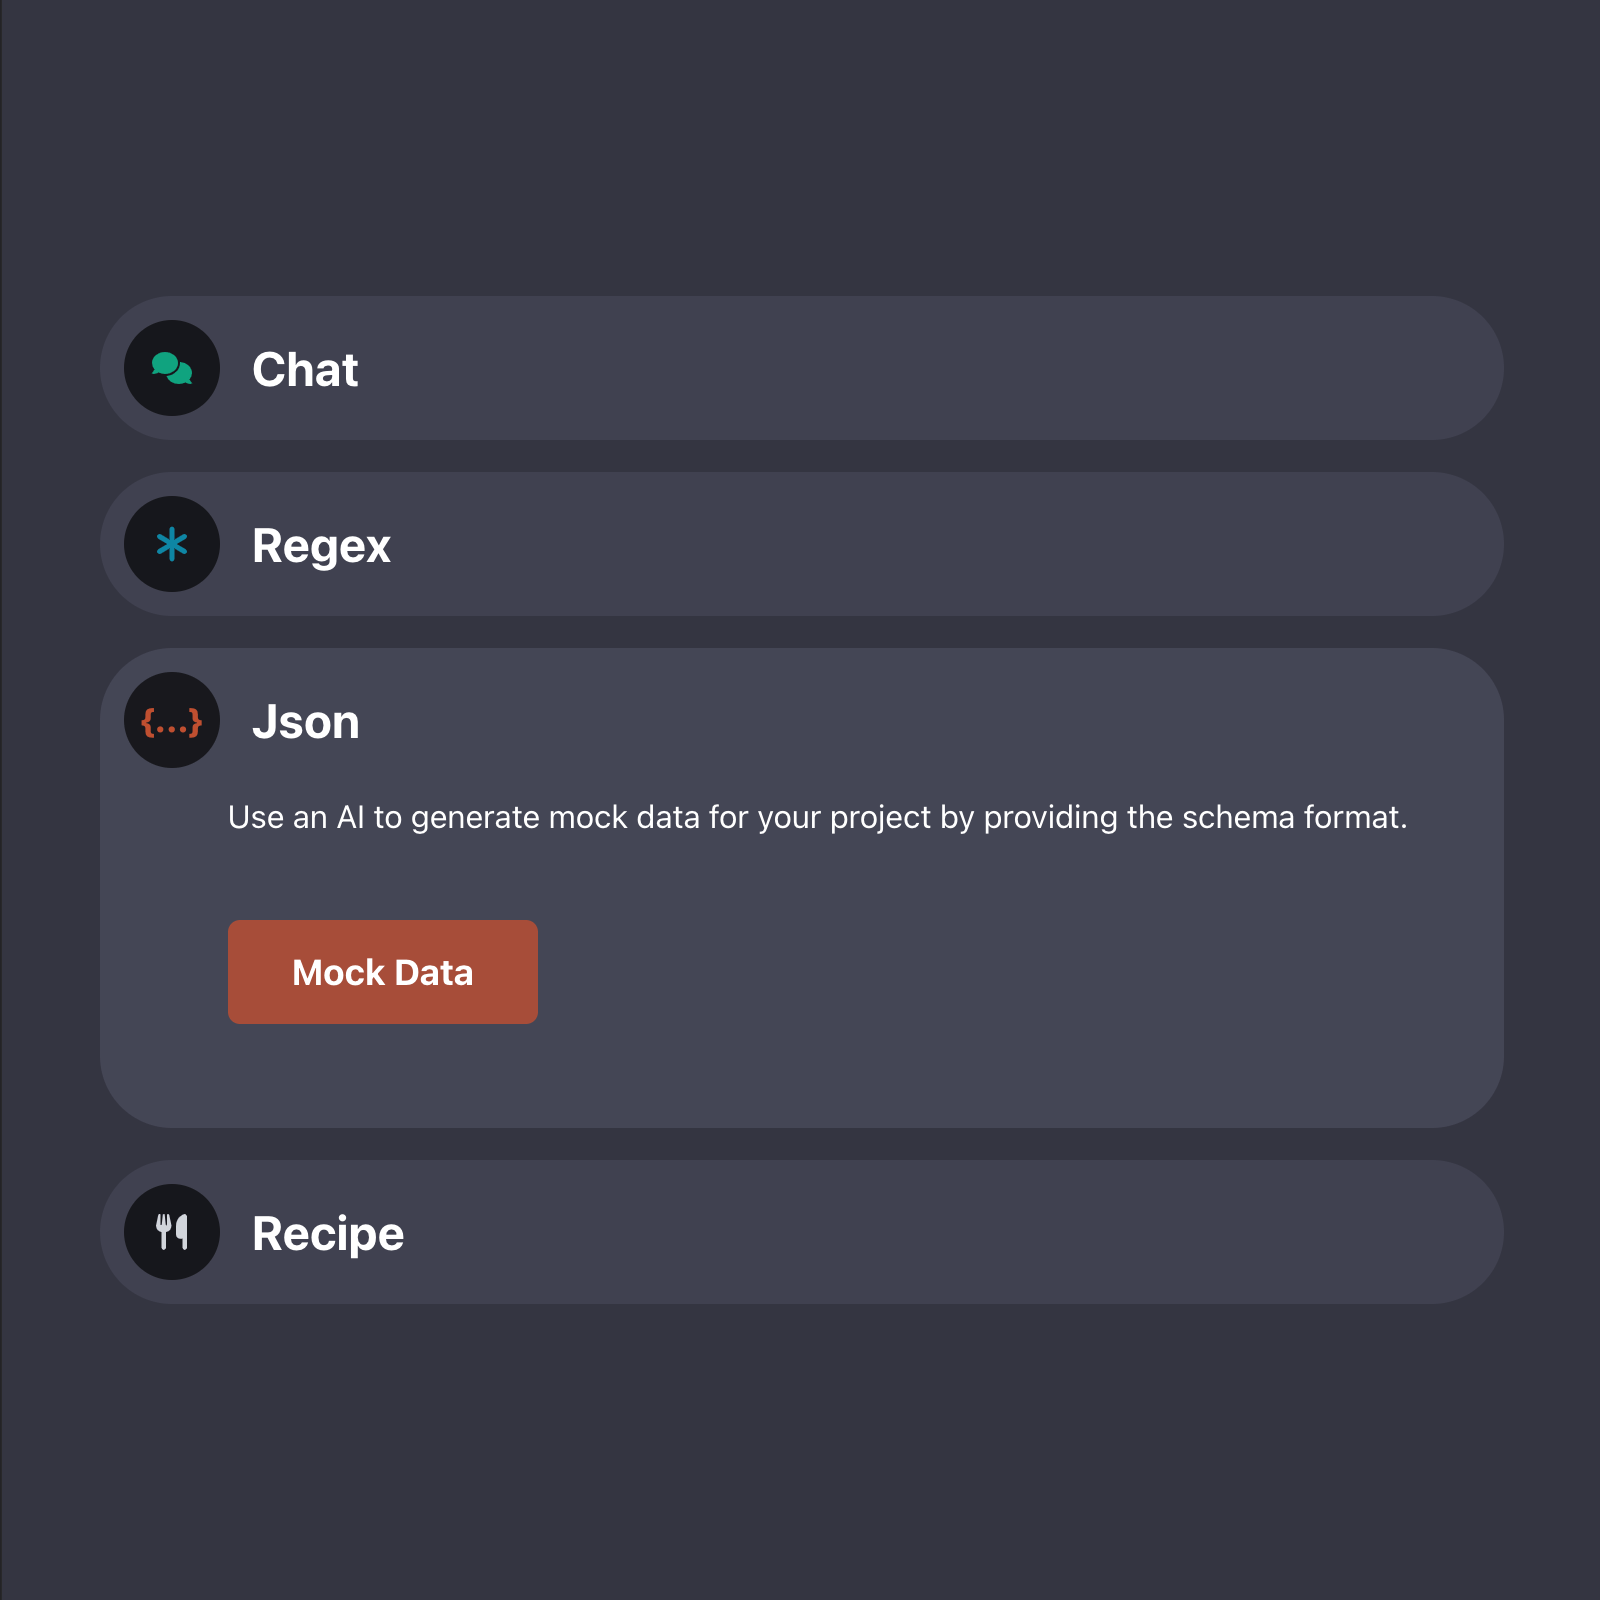 Chat
Regex
{...}
Json
Use an AI to generate mock data for your project by providing the schema format.
Mock Data
Recipe